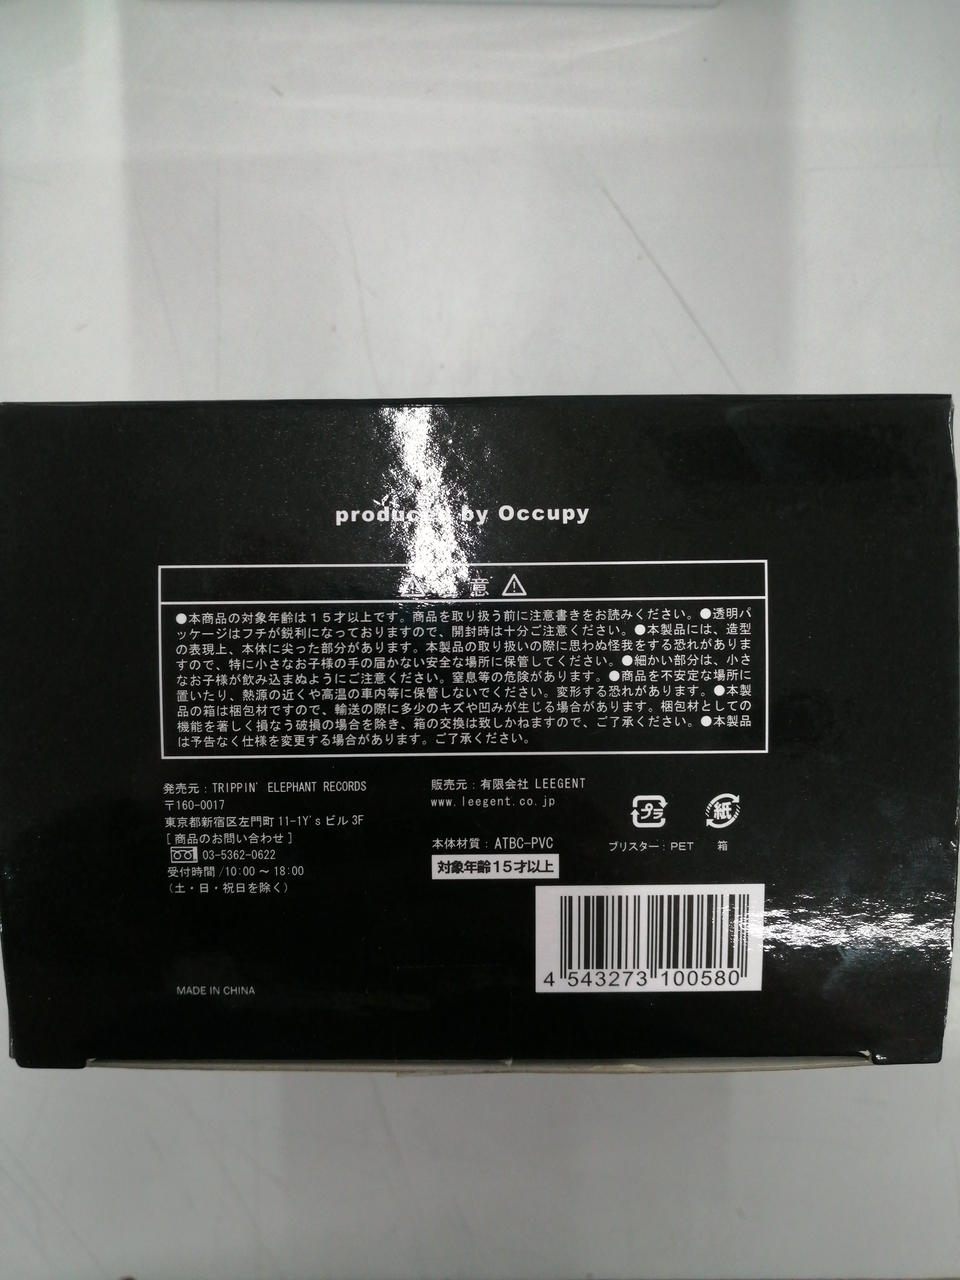 produced by Occupy
⚠ 注意 ⚠
●本商品の対象年齢は15才以上です。商品を取り扱う前に注意書きをお読みください。●透明パ
ッケージはフチが鋭利になっておりますので、開封時は十分ご注意ください。●本製品には、造型
の表現上、本体に尖った部分があります。本製品の取り扱いの際に思わぬ怪我をする恐れがありま
すので、特に小さなお子様の手の届かない安全な場所に保管してください。●細かい部分は、小さ
なお子様が飲み込まぬようにご注意ください。窒息等の危険があります。●商品を不安定な場所に
置いたり、熱源の近くや高温の車内等に保管しないでください。変形する恐れがあります。●本製
品の箱は梱包材ですので、輸送の際に多少のキズや凹みが生じる場合があります。梱包材としての
機能を著しく損なう破損の場合を除き、箱の交換は致しかねますので、ご了承ください。●本製品
は予告なく仕様を変更する場合があります。ご了承ください。
発売元:TRIPPIN' ELEPHANT RECORDS
〒160-0017
東京都新宿区左門町11-1Y'sビル3F
[商品のお問い合わせ]
03-5362-0622
受付時間/10:00〜18:00
(土・日・祝日を除く)
MADE IN CHINA
販売元:有限会社 LEEGENT
www.leegent.co.jp
本体材質:ATBC-PVC
対象年齢15才以上
プラ
紙
ブリスター:PET
箱
4 543273 100580